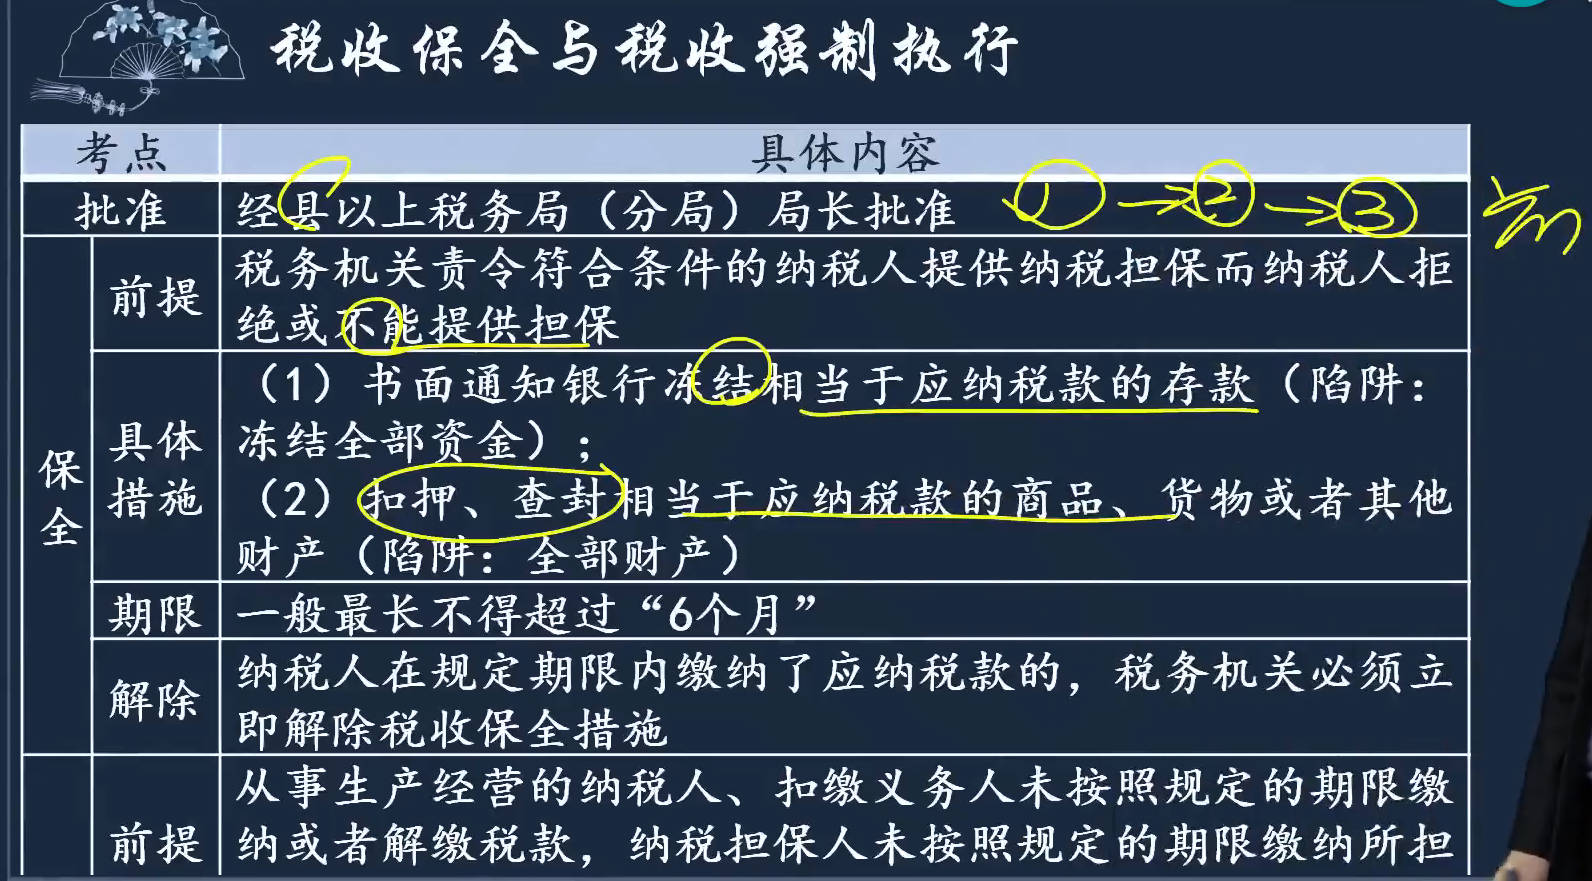 税收保全与税收强制执行
考点 具体内容
批准 经县以上税务局（分局）局长批准 ① → ② → ③
保全
前提 税务机关责令符合条件的纳税人提供纳税担保而纳税人拒
绝或不能提供担保
具体措施
（1）书面通知银行冻结相当于应纳税款的存款（陷阱：
冻结全部资金）；
（2）扣押、查封相当于应纳税款的商品、货物或者其他
财产（陷阱：全部财产）
期限 一般最长不得超过“6个月”
解除 纳税人在规定期限内缴纳了应纳税款的，税务机关必须立
即解除税收保全措施
前提 从事生产经营的纳税人、扣缴义务人未按照规定的期限缴
纳或者解缴税款，纳税担保人未按照规定的期限缴纳所担